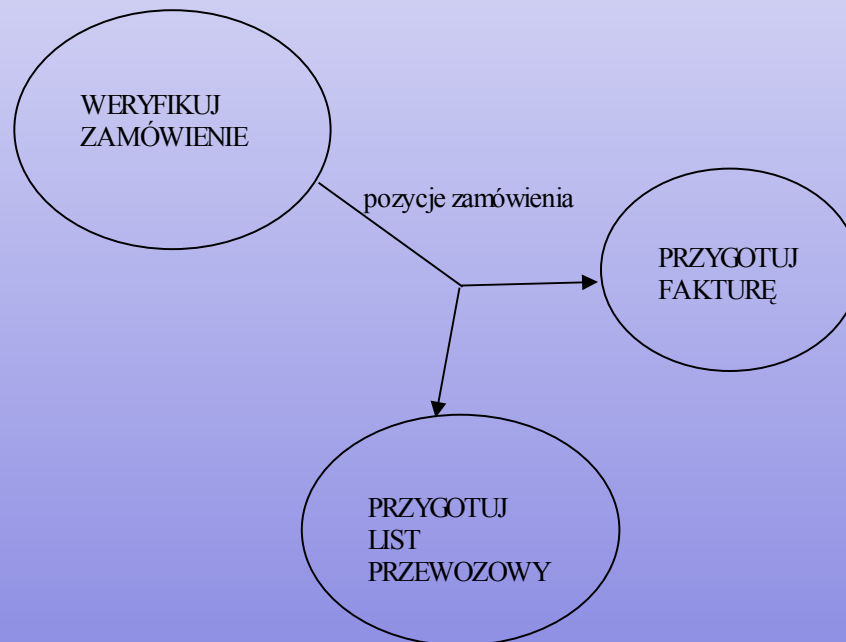 WERYFIKUJ
ZAMÓWIENIE
pozycje zamówienia
PRZYGOTUJ
FAKTURĘ
PRZYGOTUJ
LIST
PRZEWOZOWY